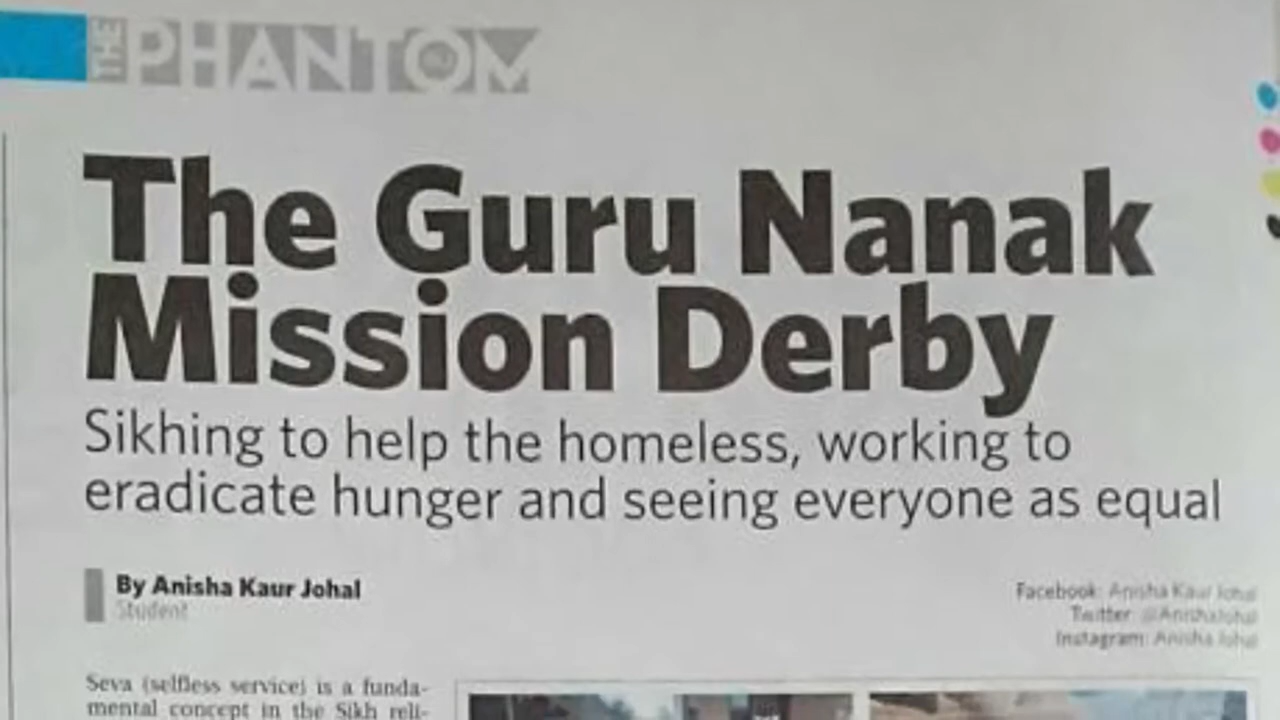 THE PHANTOM
The Guru Nanak
Mission Derby
Sikhing to help the homeless, working to
eradicate hunger and seeing everyone as equal
By Anisha Kaur Johal
Student
Facebook: Anisha Kaur Johal
Twitter: @AnishaJohal
Instagram: Anisha Johal
Seva (selfless service) is a funda-
mental concept in the Sikh reli-